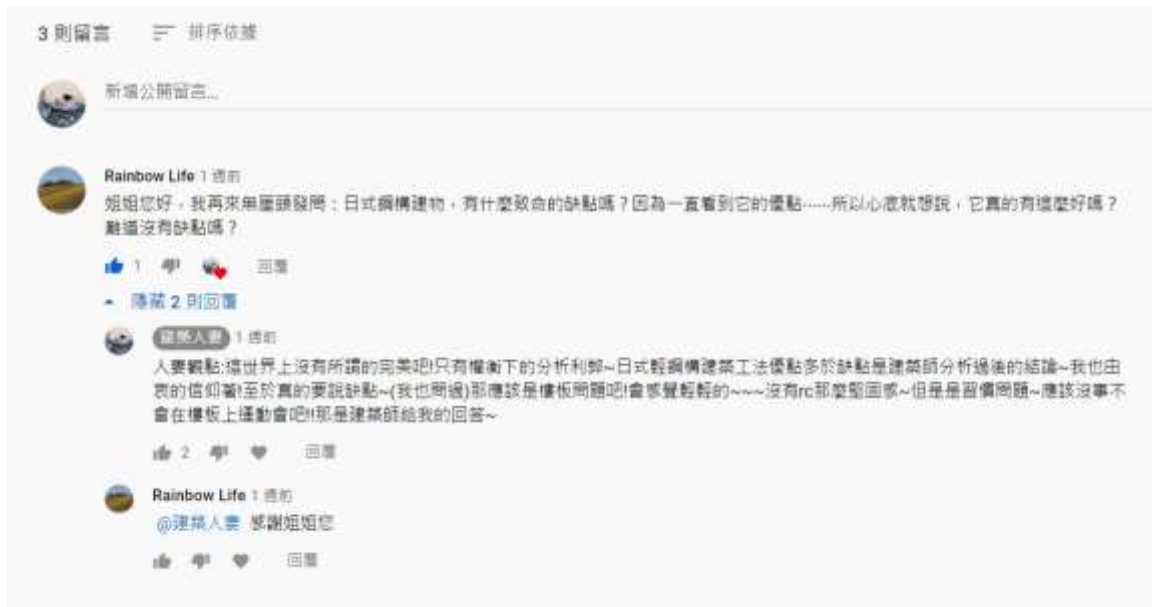 3 則留言 排序依據
新增公開留言...
Rainbow Life 1 週前
姐姐您好，我再來無厘頭發問：日式鋼構建物，有什麼致命的缺點嗎？因為一直看到它的優點......所以心底就想說，它真的有這麼好嗎？
難道沒有缺點嗎？
1 回覆
隱藏 2 則回覆
建築人妻 1 週前
人妻觀點:這世界上沒有所謂的完美吧!只有權衡下的分析利弊~日式輕鋼構建築工法優點多於缺點是建築師分析過後的結論~我也由
衷的信仰著!至於真的要說缺點~(我也問過)那應該是樓板問題吧!會感覺輕輕的~~~沒有rc那麼堅固感~但是是習慣問題~應該沒事不
會在樓板上運動會吧!!那是建築師給我的回答~
2 回覆
Rainbow Life 1 週前
@建築人妻 感謝姐姐您
回覆